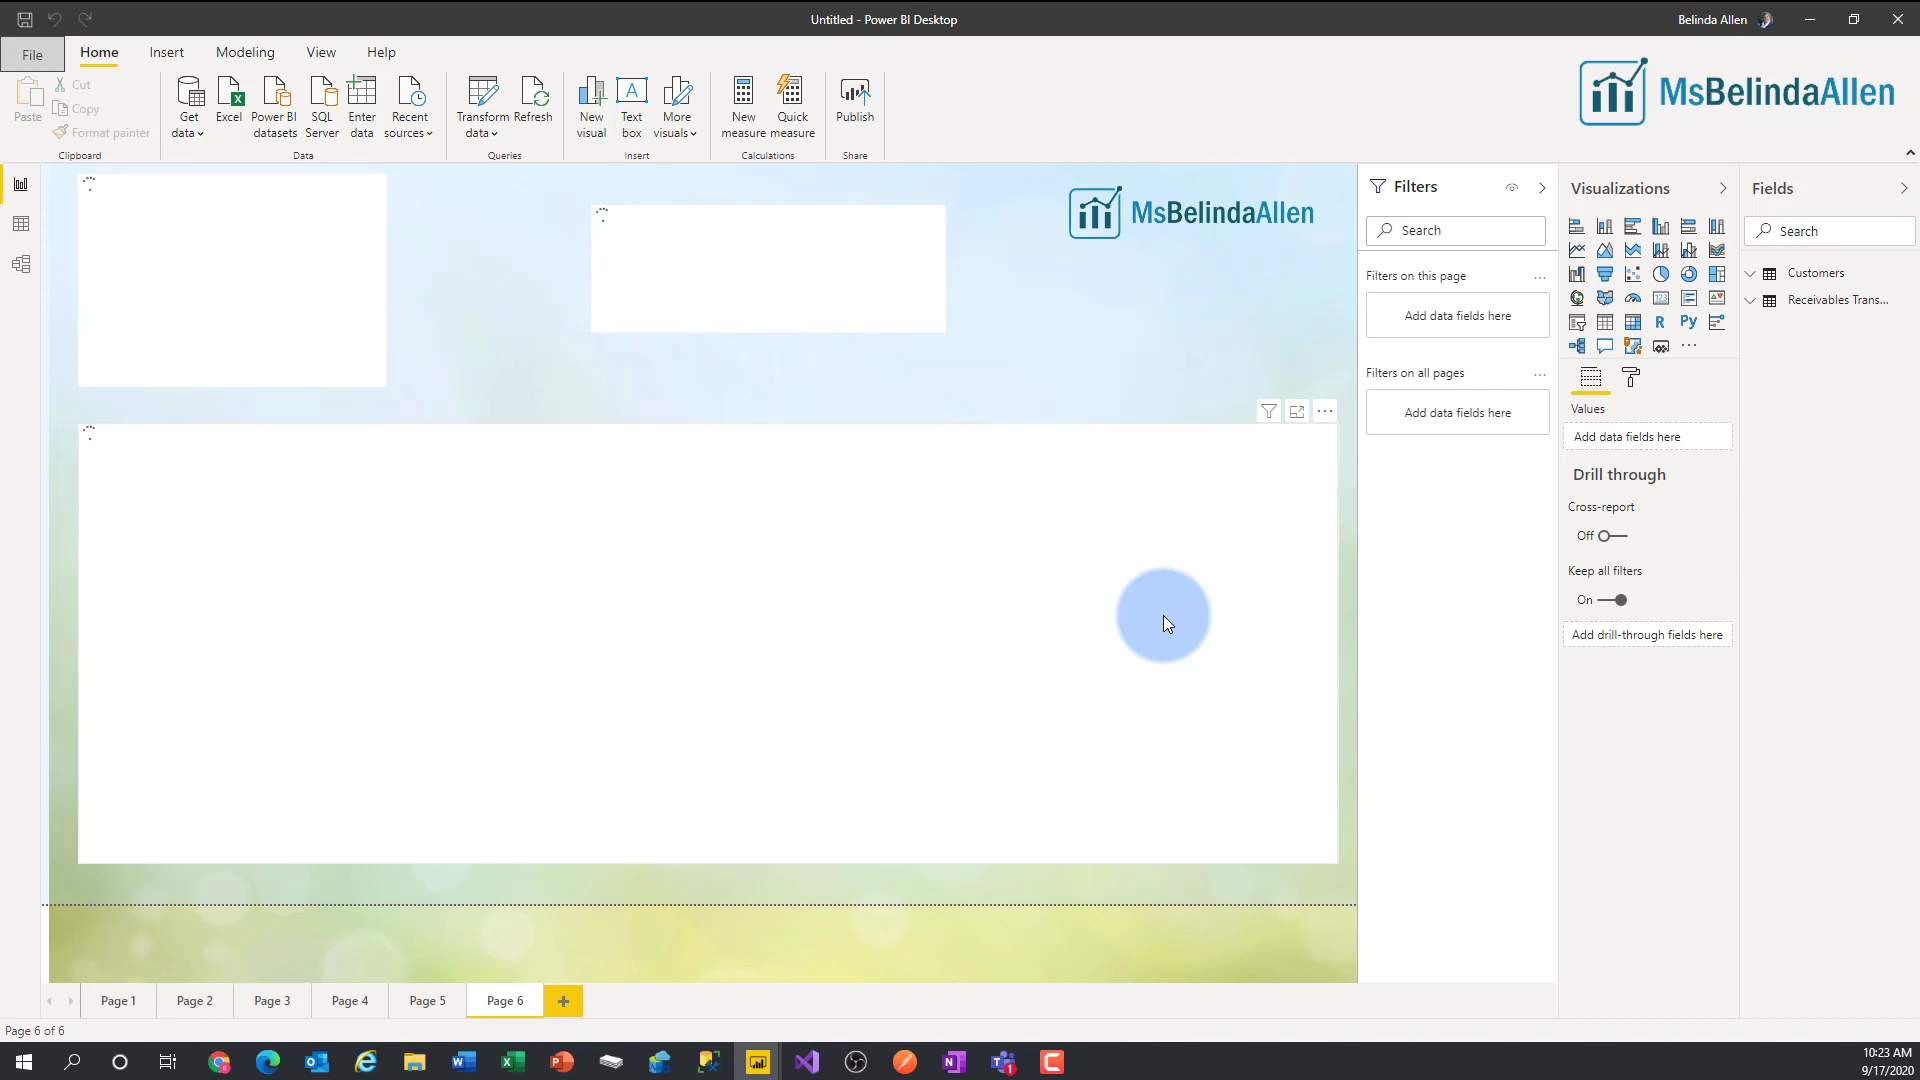 Untitled - Power BI Desktop
Belinda Allen
File
Home
Insert
Modeling
View
Help
Paste
Cut
Copy
Format painter
Clipboard
Get data
Excel
Power BI datasets
SQL Server
Enter data
Recent sources
Data
Transform data
Refresh
Queries
New visual
Text box
More visuals
Insert
New measure
Quick measure
Calculations
Publish
Share
MsBelindaAllen
MsBelindaAllen
Filters
Search
Filters on this page
...
Add data fields here
Filters on all pages
...
Add data fields here
Visualizations
R
Py
123
Values
Add data fields here
Drill through
Cross-report
Off
Keep all filters
On
Add drill-through fields here
Fields
Search
Customers
Receivables Trans...
Page 1
Page 2
Page 3
Page 4
Page 5
Page 6
Page 6 of 6
10:23 AM
9/17/2020